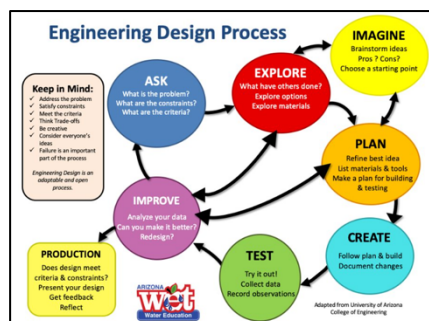 Engineering Design Process
Keep in Mind:
✓ Address the problem
✓ Satisfy constraints
✓ Meet the criteria
✓ Think Trade-offs
✓ Be creative
✓ Consider everyone's
ideas
✓ Failure is an important
part of the process
Engineering Design is an
adaptable and open
process.
ASK
What is the problem?
What are the constraints?
What are the criteria?
EXPLORE
What have others done?
Explore options
Explore materials
IMAGINE
Brainstorm ideas
Pros ? Cons?
Choose a starting point
PLAN
Refine best idea
List materials & tools
Make a plan for building
& testing
CREATE
Follow plan & build
Document changes
TEST
Try it out!
Collect data
Record observations
IMPROVE
Analyze your data
Can you make it better?
Redesign?
PRODUCTION
Does design meet
criteria & constraints?
Present your design
Get feedback
Reflect
ARIZONA
Wet
Water Education
Adapted from University of Arizona
College of Engineering